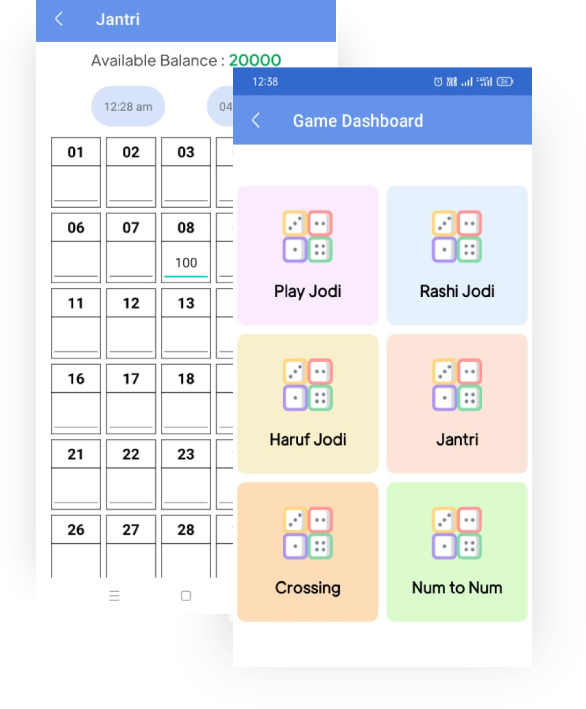 Jantri
Available Balance : 20000
12:28 am
04
01 02 03
06 07 08
100
11 12 13
16 17 18
21 22 23
26 27 28
12:38
36
Game Dashboard
Play Jodi
Rashi Jodi
Haruf Jodi
Jantri
Crossing
Num to Num